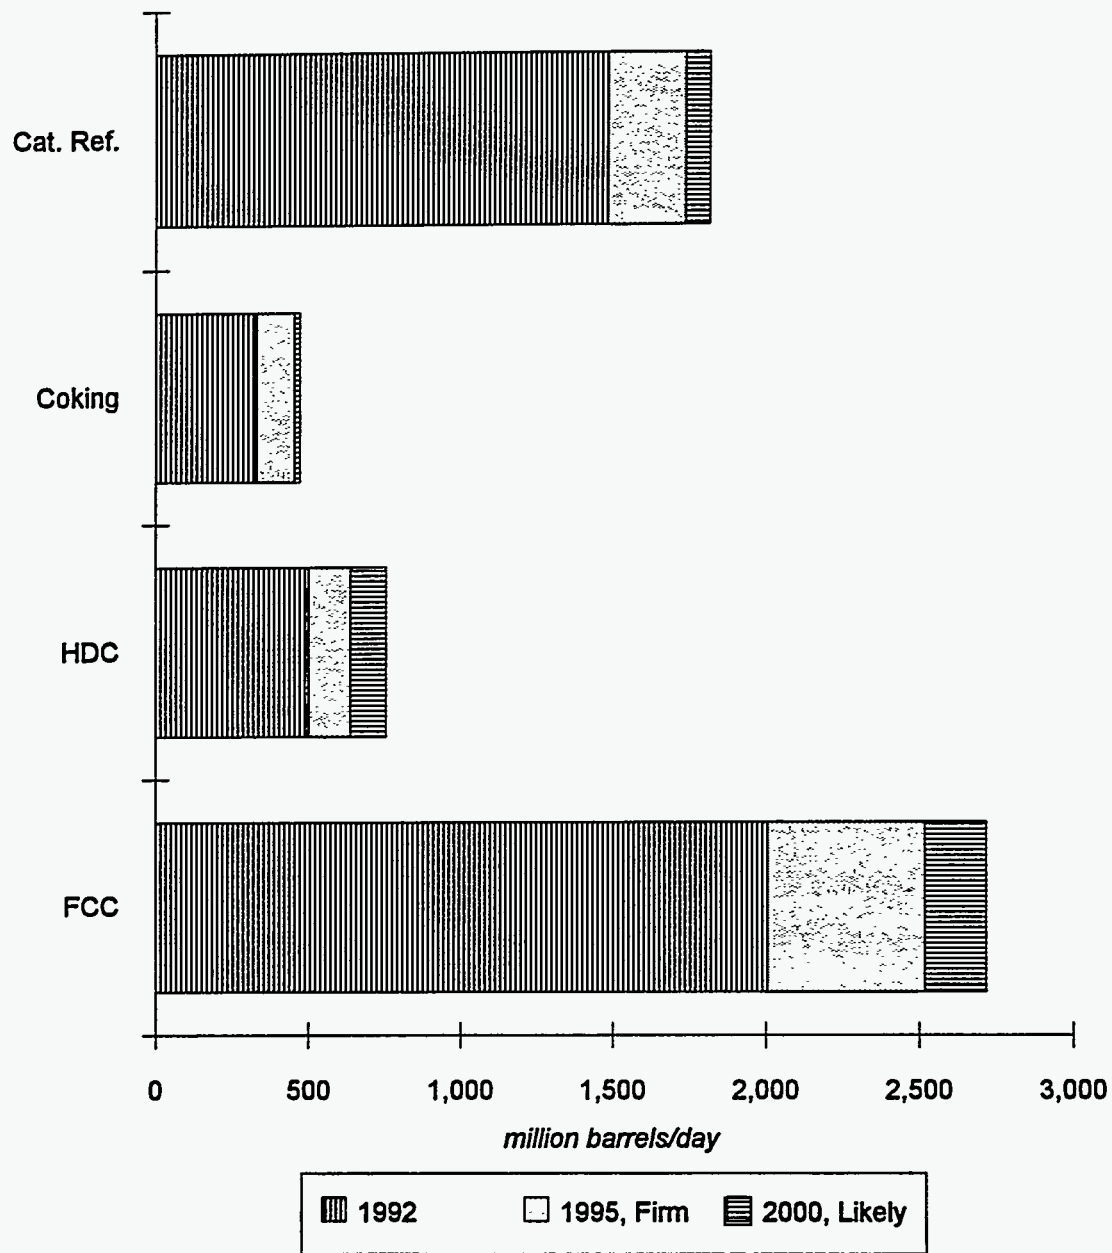 Cat. Ref.
Coking
HDC
FCC
0 500 1,000 1,500 2,000 2,500 3,000
million barrels/day
1992 1995, Firm 2000, Likely